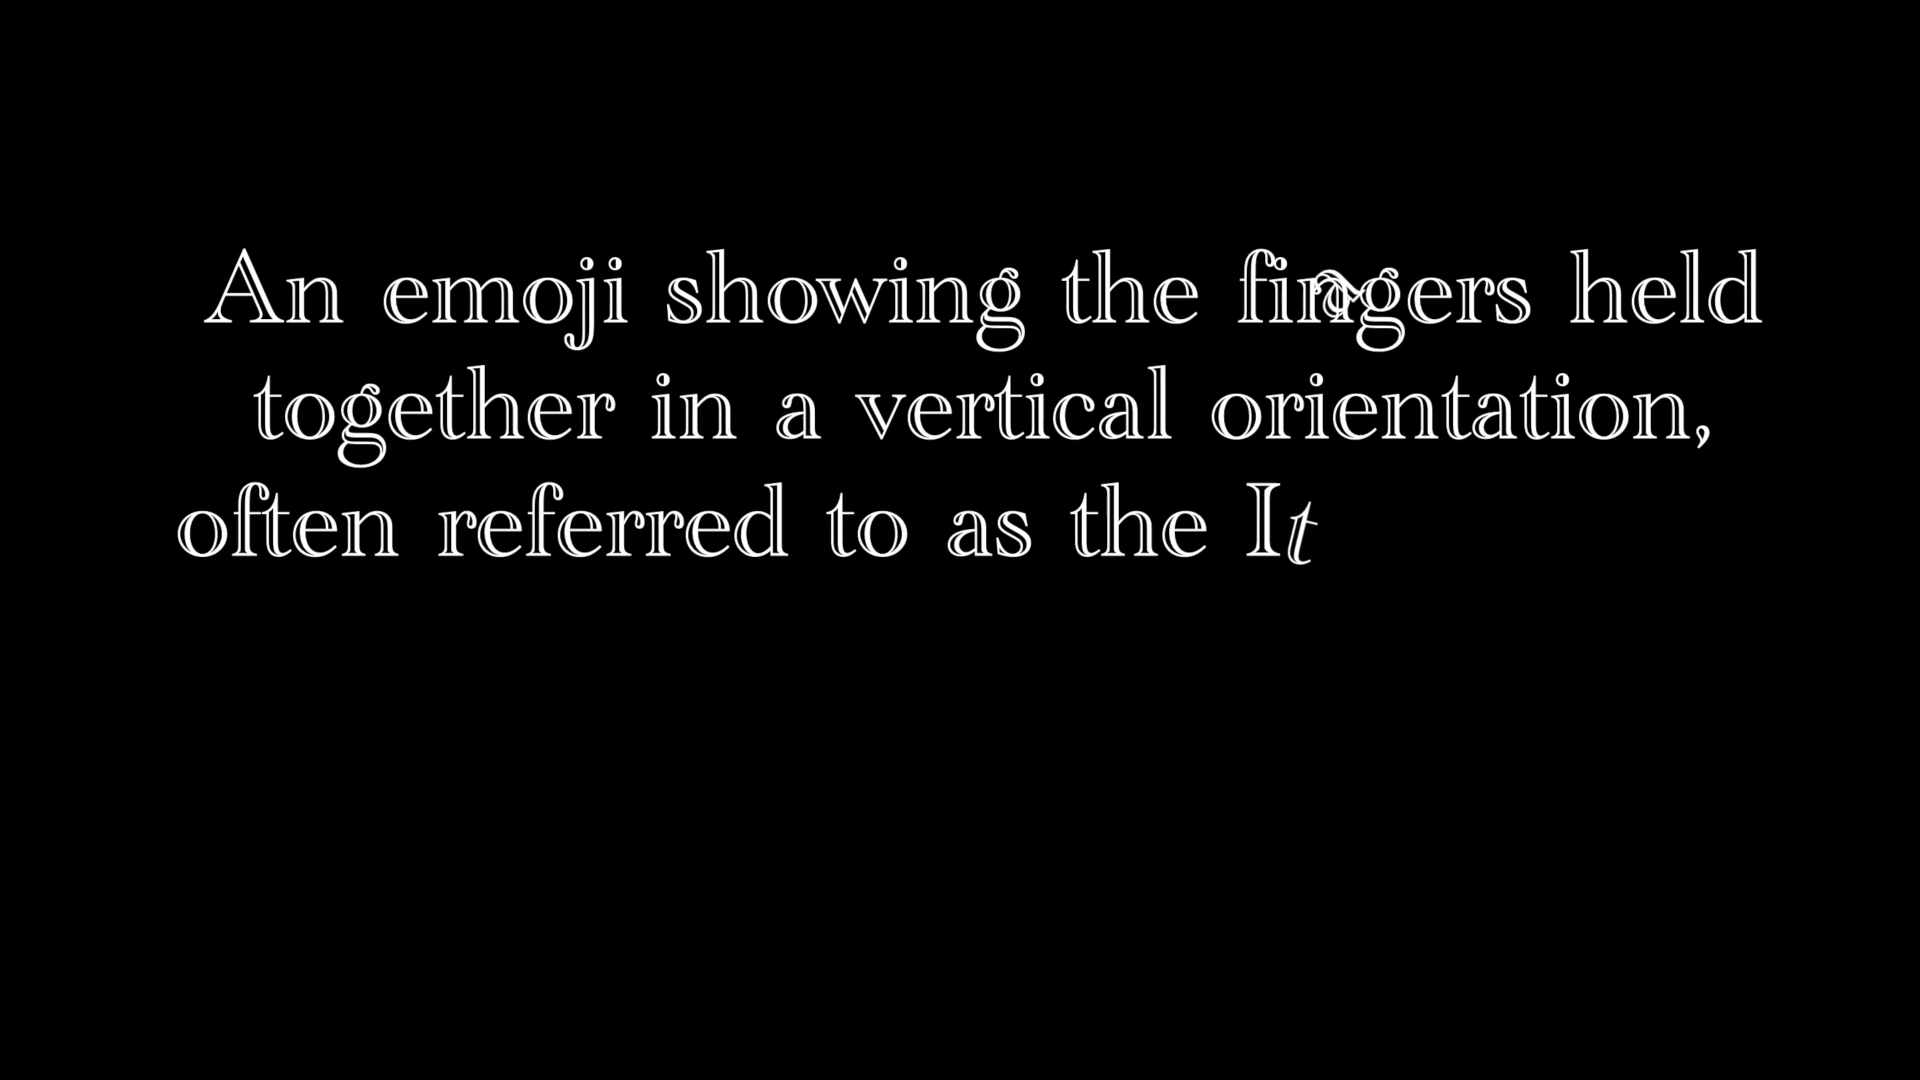 An emoji showing the fingers held
together in a vertical orientation,
often referred to as the It